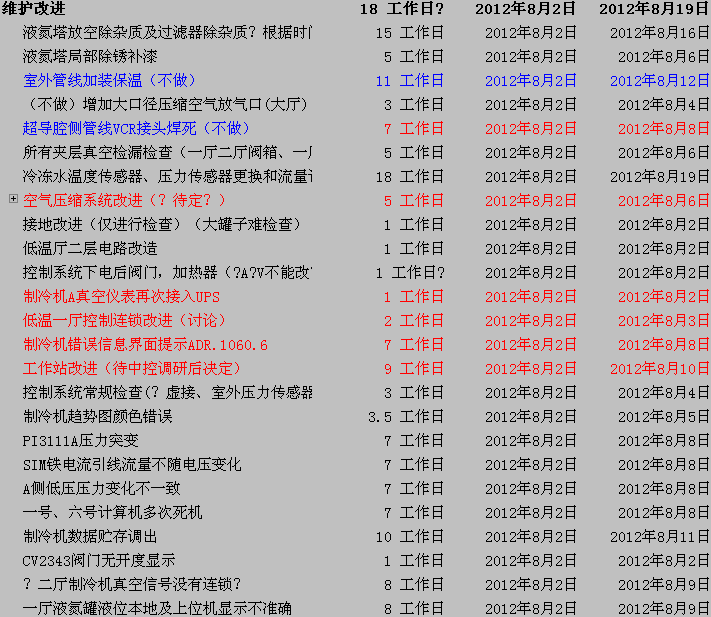 维护改进 18 工作日? 2012年8月2日 2012年8月19日
液氮塔放空除杂质及过滤器除杂质? 根据时 15 工作日 2012年8月2日 2012年8月16日
液氮塔局部除锈补漆 5 工作日 2012年8月2日 2012年8月6日
室外管线加装保温（不做） 11 工作日 2012年8月2日 2012年8月12日
（不做）增加大口径压缩空气放气口(大厅) 3 工作日 2012年8月2日 2012年8月4日
超导腔侧管线VCR接头焊死（不做） 7 工作日 2012年8月2日 2012年8月8日
所有夹层真空检漏检查（一厅二厅阀箱、一 5 工作日 2012年8月2日 2012年8月6日
冷冻水温度传感器、压力传感器更换和流量 18 工作日 2012年8月2日 2012年8月19日
空气压缩系统改进（? 待定? ） 5 工作日 2012年8月2日 2012年8月6日
接地改进（仅进行检查）（大罐子难检查） 1 工作日 2012年8月2日 2012年8月2日
低温厅二层电路改造 1 工作日 2012年8月2日 2012年8月2日
控制系统下电后阀门，加热器（?A?V不能改 1 工作日? 2012年8月2日 2012年8月2日
制冷机A真空仪表再次接入UPS 1 工作日 2012年8月2日 2012年8月2日
低温一厅控制连锁改进（讨论） 2 工作日 2012年8月2日 2012年8月3日
制冷机错误信息界面提示ADR.1060.6 7 工作日 2012年8月2日 2012年8月8日
工作站改进（待中控调研后决定） 9 工作日 2012年8月2日 2012年8月10日
控制系统常规检查(? 虚接、室外压力传感器 3 工作日 2012年8月2日 2012年8月4日
制冷机趋势图颜色错误 3.5 工作日 2012年8月2日 2012年8月5日
PI3111A压力突变 7 工作日 2012年8月2日 2012年8月8日
SIM铁电流引线流量不随电压变化 7 工作日 2012年8月2日 2012年8月8日
A侧低压压力变化不一致 7 工作日 2012年8月2日 2012年8月8日
一号、六号计算机多次死机 7 工作日 2012年8月2日 2012年8月8日
制冷机数据贮存调出 10 工作日 2012年8月2日 2012年8月11日
CV2343阀门无开度显示 1 工作日 2012年8月2日 2012年8月2日
? 二厅制冷机真空信号没有连锁? 8 工作日 2012年8月2日 2012年8月9日
一厅液氮罐液位本地及上位机显示不准确 8 工作日 2012年8月2日 2012年8月9日